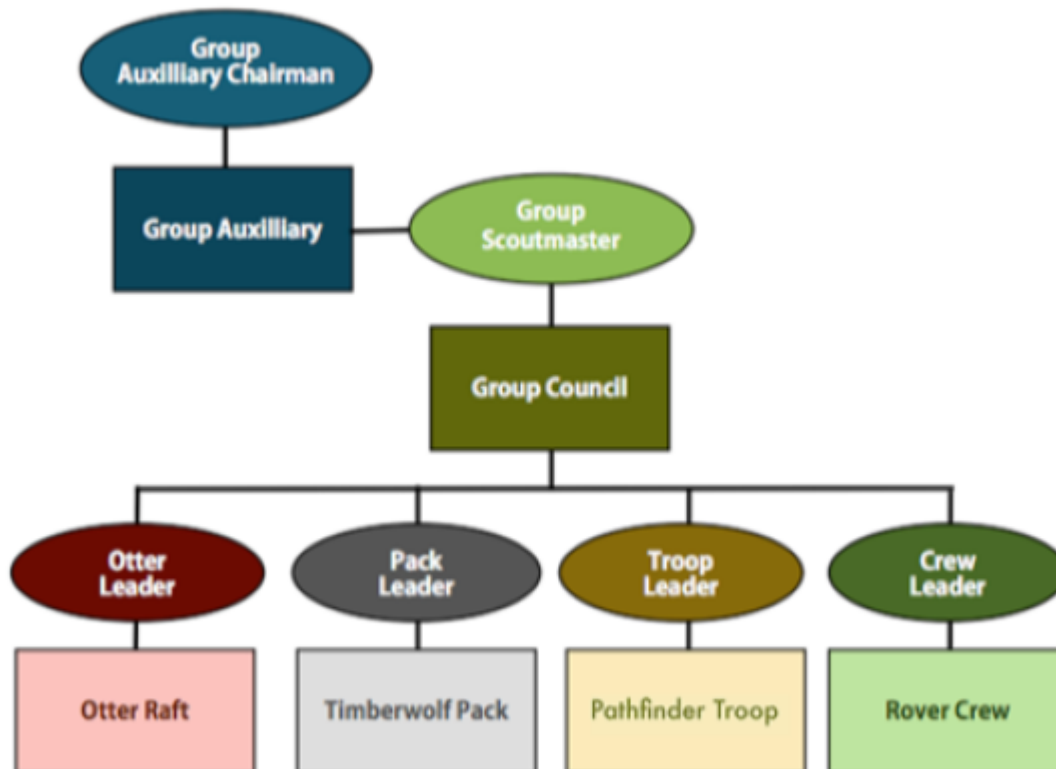 Group
Auxilliary Chairman
Group Auxilliary
Group
Scoutmaster
Group Council
Otter
Leader
Pack
Leader
Troop
Leader
Crew
Leader
Otter Raft
Timberwolf Pack
Pathfinder Troop
Rover Crew